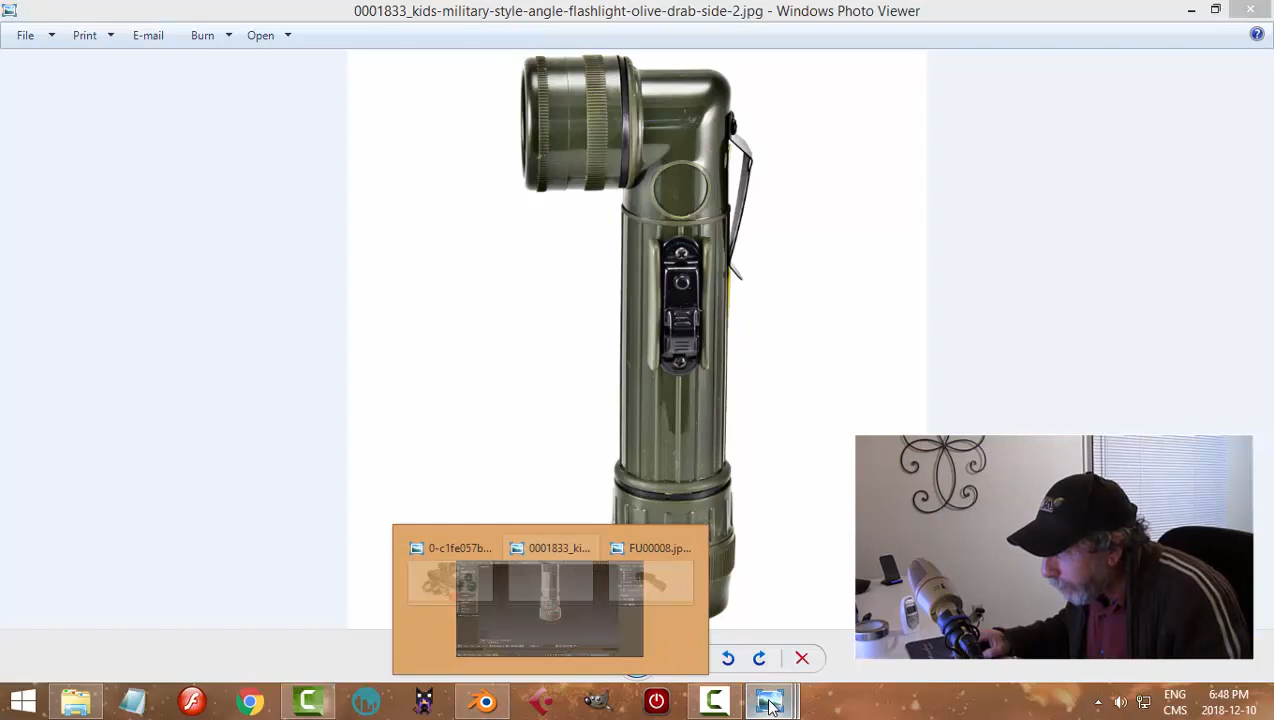 0001833_kids-military-style-angle-flashlight-olive-drab-side-2.jpg - Windows Photo Viewer
File Print E-mail Burn Open
0-c1fe057b... 0001833_ki... FU00008.jp...
ENG 6:48 PM
CMS 2018-12-10